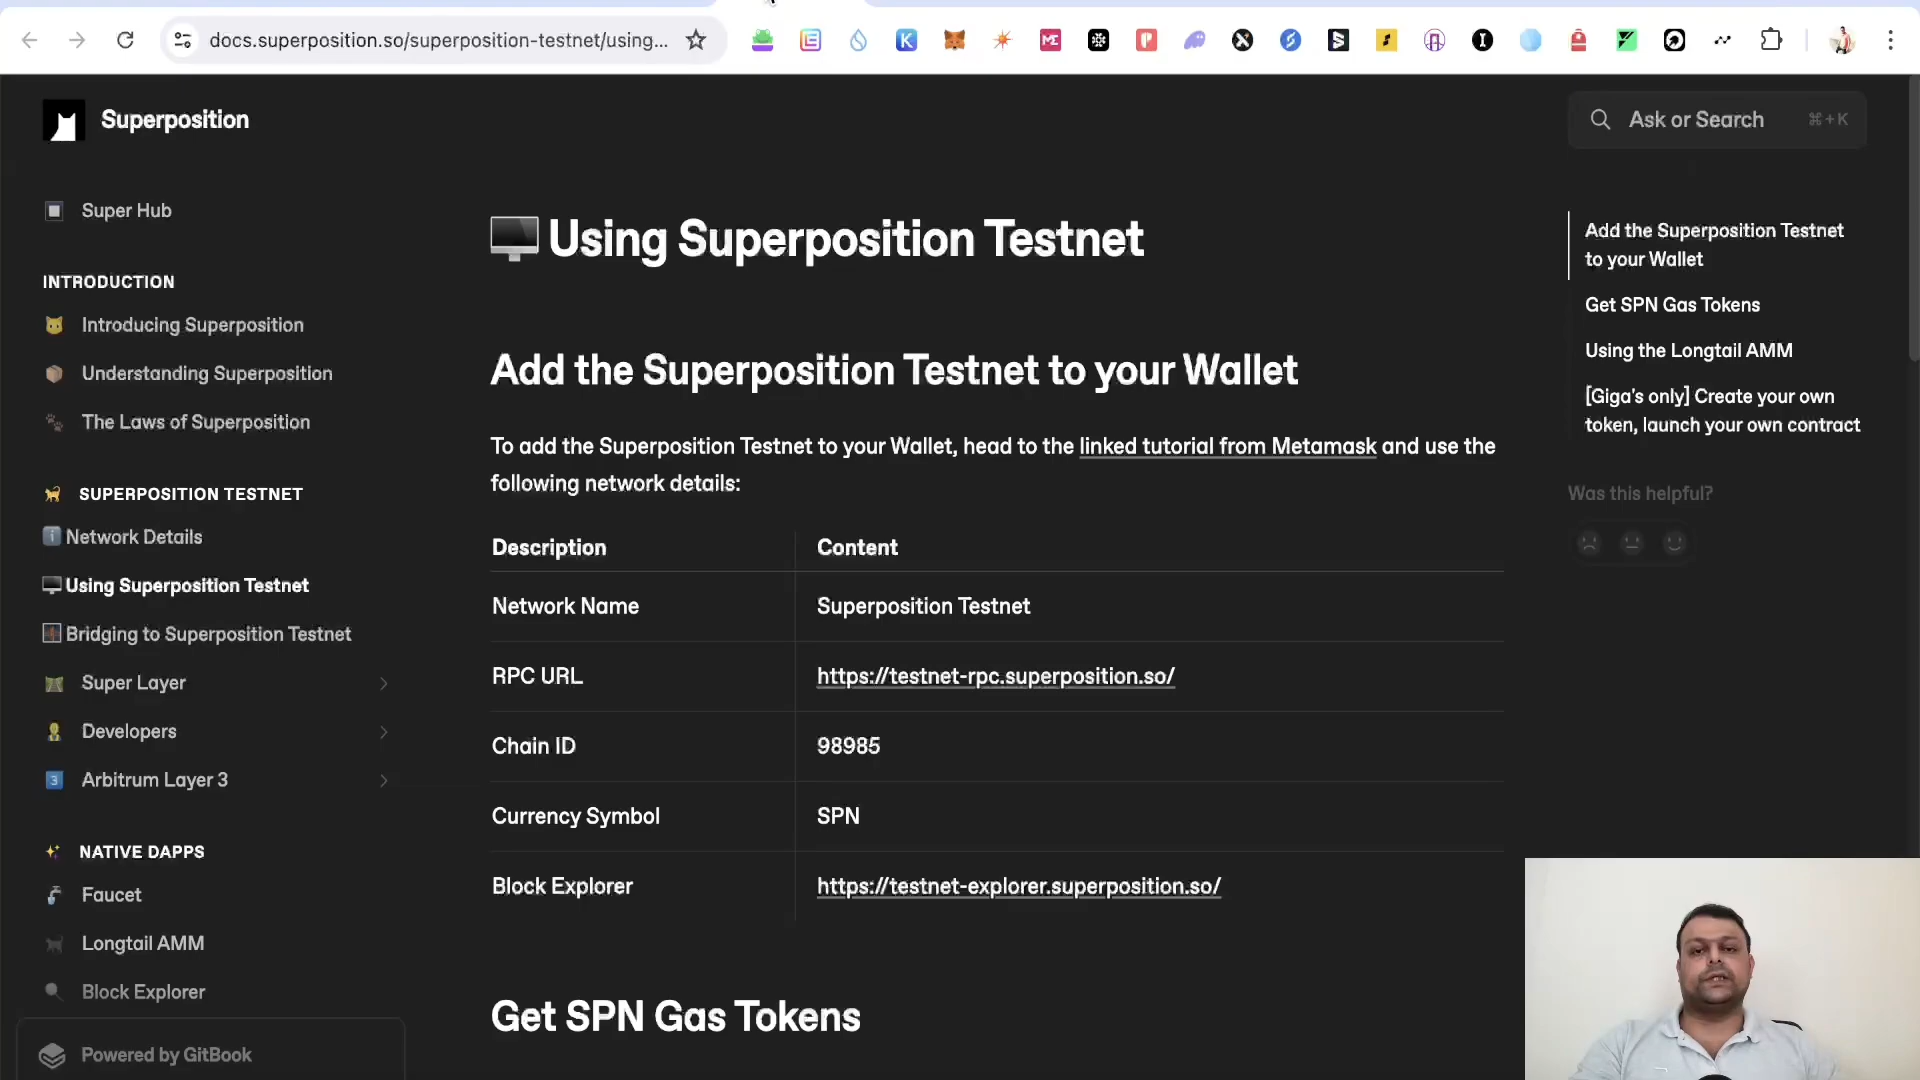 docs.superposition.so/superposition-testnet/using...
Superposition
Ask or Search ⌘+K
Super Hub
INTRODUCTION
Introducing Superposition
Understanding Superposition
The Laws of Superposition
SUPERPOSITION TESTNET
Network Details
Using Superposition Testnet
Bridging to Superposition Testnet
Super Layer
Developers
Arbitrum Layer 3
NATIVE DAPPS
Faucet
Longtail AMM
Block Explorer
Powered by GitBook
Using Superposition Testnet
Add the Superposition Testnet to your Wallet
To add the Superposition Testnet to your Wallet, head to the linked tutorial from Metamask and use the
following network details:
Description Content
Network Name Superposition Testnet
RPC URL https://testnet-rpc.superposition.so/
Chain ID 98985
Currency Symbol SPN
Block Explorer https://testnet-explorer.superposition.so/
Get SPN Gas Tokens
Add the Superposition Testnet
to your Wallet
Get SPN Gas Tokens
Using the Longtail AMM
[Giga's only] Create your own
token, launch your own contract
Was this helpful?